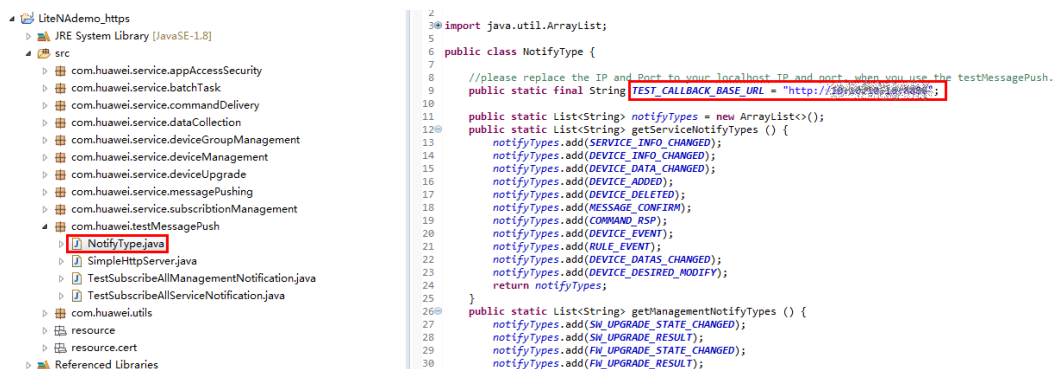 LiteNAdemo_https
JRE System Library [JavaSE-1.8]
src
com.huawei.service.appAccessSecurity
com.huawei.service.batchTask
com.huawei.service.commandDelivery
com.huawei.service.dataCollection
com.huawei.service.deviceGroupManagement
com.huawei.service.deviceManagement
com.huawei.service.deviceUpgrade
com.huawei.service.messagePushing
com.huawei.service.subscribtionManagement
com.huawei.testMessagePush
NotifyType.java
SimpleHttpServer.java
TestSubscribeAllManagementNotification.java
TestSubscribeAllServiceNotification.java
com.huawei.utils
resource
resource.cert
Referenced Libraries
2
3 import java.util.ArrayList;
5
6 public class NotifyType {
7
8 //please replace the IP and Port to your localhost IP and port, when you use the testMessagePush.
9 public static final String TEST_CALLBACK_BASE_URL = "http:// ";
10
11 public static List<String> notifyTypes = new ArrayList<>();
12 public static List<String> getServiceNotifyTypes () {
13 notifyTypes.add(SERVICE_INFO_CHANGED);
14 notifyTypes.add(DEVICE_INFO_CHANGED);
15 notifyTypes.add(DEVICE_DATA_CHANGED);
16 notifyTypes.add(DEVICE_ADDED);
17 notifyTypes.add(DEVICE_DELETED);
18 notifyTypes.add(MESSAGE_CONFIRM);
19 notifyTypes.add(COMMAND_RSP);
20 notifyTypes.add(DEVICE_EVENT);
21 notifyTypes.add(RULE_EVENT);
22 notifyTypes.add(DEVICE_DATAS_CHANGED);
23 notifyTypes.add(DEVICE_DESIRED_MODIFY);
24 return notifyTypes;
25 }
26 public static List<String> getManagementNotifyTypes () {
27 notifyTypes.add(SW_UPGRADE_STATE_CHANGED);
28 notifyTypes.add(SW_UPGRADE_RESULT);
29 notifyTypes.add(FW_UPGRADE_STATE_CHANGED);
30 notifyTypes.add(FW_UPGRADE_RESULT);